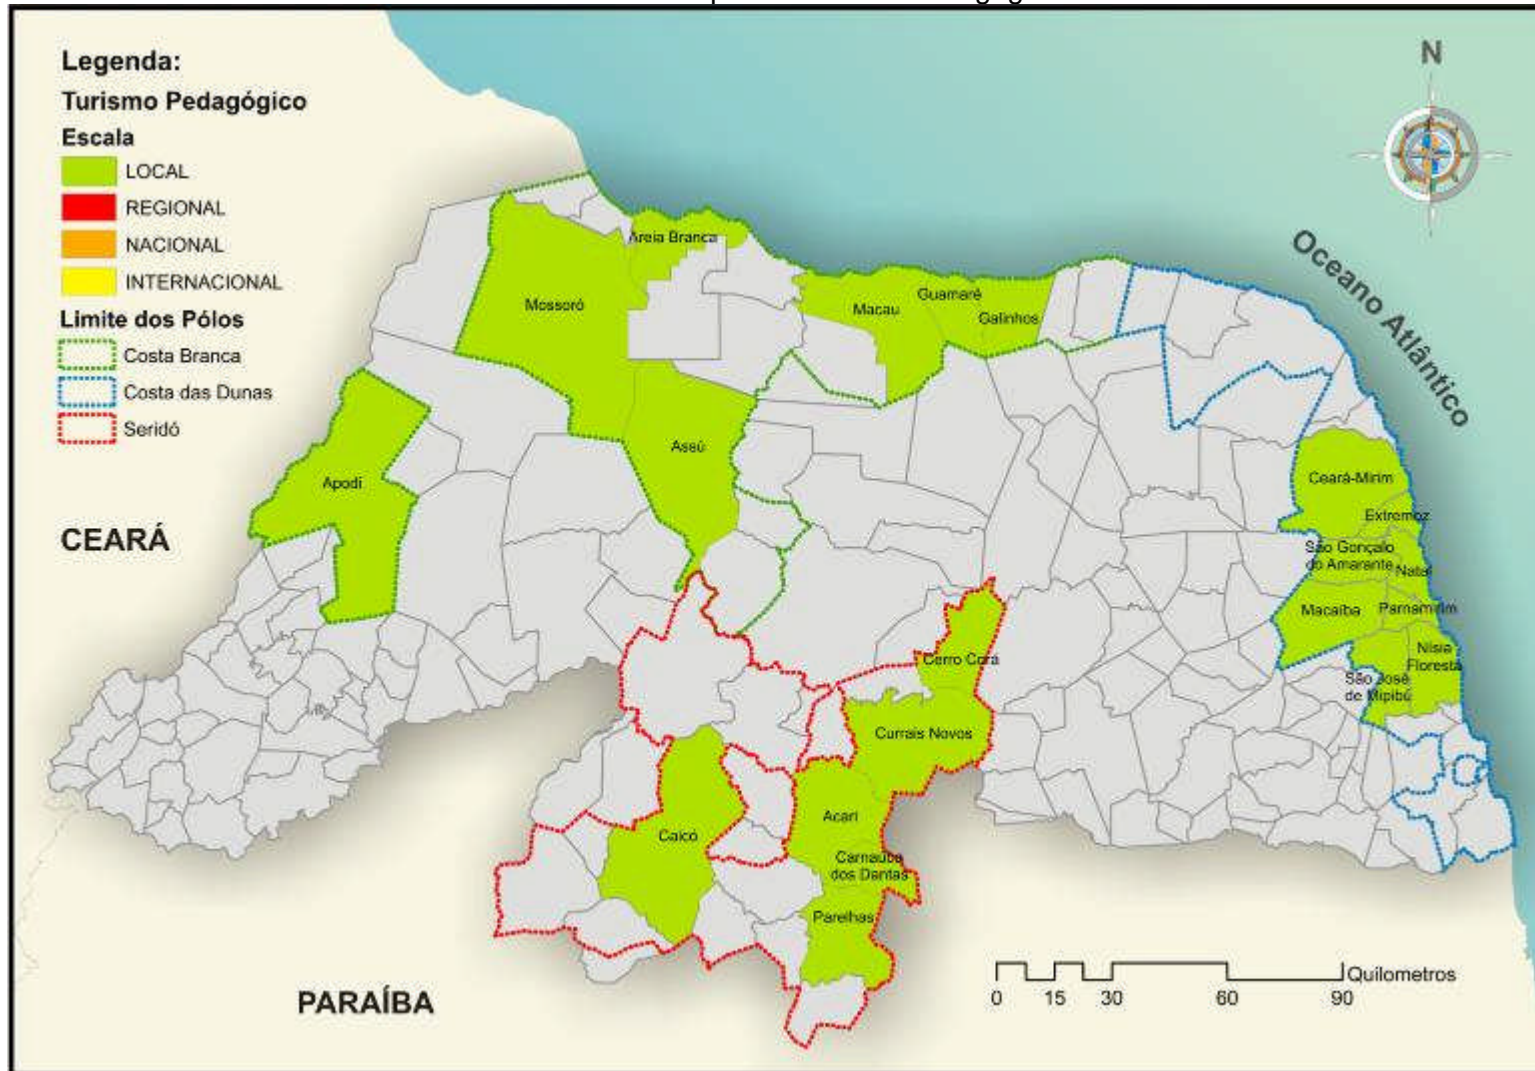 Legenda:
Turismo Pedagógico
Escala
LOCAL
REGIONAL
NACIONAL
INTERNACIONAL
Limite dos Pólos
Costa Branca
Costa das Dunas
Seridó
N
Oceano Atlântico
Areia Branca
Mossoró
Guamaré
Macau
Galinhos
Assú
Apodi
CEARÁ
Ceará-Mirim
Extremoz
São Gonçalo
do Amarante
Natal
Macaíba
Parnamirim
Nísia
Floresta
São José
de Mipibú
Cerro Corá
Currais Novos
Acari
Caicó
Carnaúba
dos Dantas
Parelhas
PARAÍBA
Quilometros
0 15 30 60 90